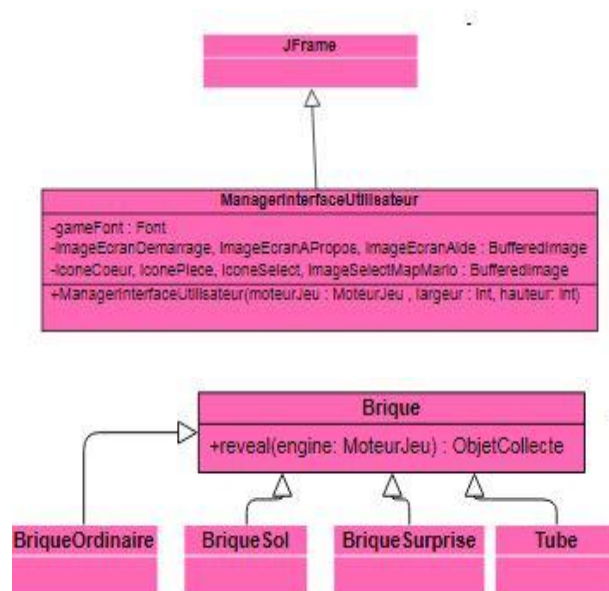 JFrame
ManagerInterfaceUtilisateur
-gameFont : Font
-ImageEcranDemarrage, ImageEcranAPropos, ImageEcranAide : BufferedImage
-IconeCoeur, IconePiece, IconeSelect, ImageSelectMapMario : BufferedImage
+ManagerInterfaceUtilisateur(moteurJeu : MoteurJeu , largeur : Int, hauteur: Int)
Brique
+reveal(engine: MoteurJeu) : ObjetCollecte
BriqueOrdinaire BriqueSol BriqueSurprise Tube